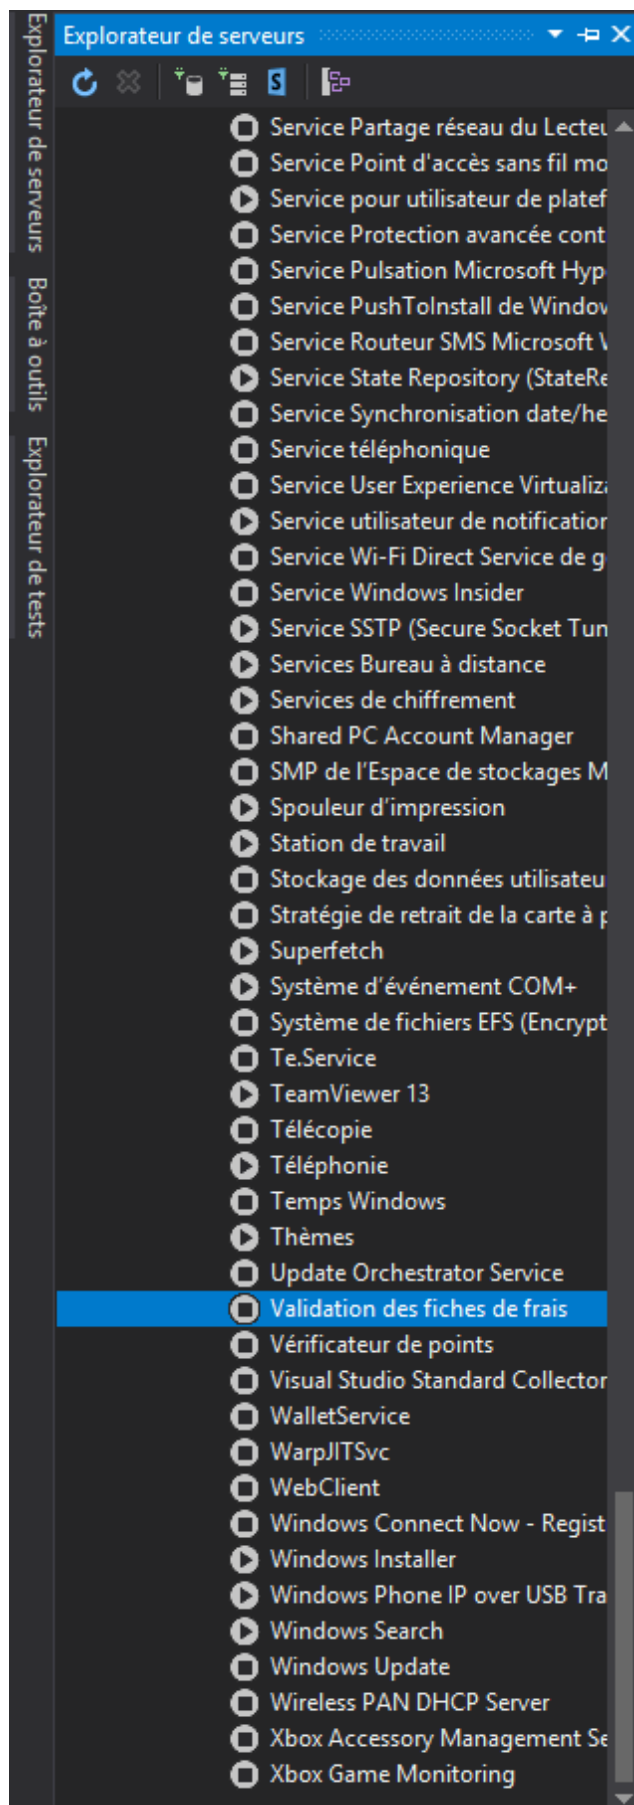 Explorateur de serveurs
Boîte à outils
Explorateur de tests
Explorateur de serveurs
Service Partage réseau du Lecteu
Service Point d'accès sans fil mo
Service pour utilisateur de platef
Service Protection avancée cont
Service Pulsation Microsoft Hyp
Service PushToInstall de Window
Service Routeur SMS Microsoft W
Service State Repository (StateRe
Service Synchronisation date/he
Service téléphonique
Service User Experience Virtualiza
Service utilisateur de notification
Service Wi-Fi Direct Service de g
Service Windows Insider
Service SSTP (Secure Socket Tun
Services Bureau à distance
Services de chiffrement
Shared PC Account Manager
SMP de l’Espace de stockages M
Spouleur d’impression
Station de travail
Stockage des données utilisateu
Stratégie de retrait de la carte à p
Superfetch
Système d’événement COM+
Système de fichiers EFS (Encrypt
Te.Service
TeamViewer 13
Télécopie
Téléphonie
Temps Windows
Thèmes
Update Orchestrator Service
Validation des fiches de frais
Vérificateur de points
Visual Studio Standard Collector
WalletService
WarpJITSvc
WebClient
Windows Connect Now - Regist
Windows Installer
Windows Phone IP over USB Tra
Windows Search
Windows Update
Wireless PAN DHCP Server
Xbox Accessory Management Se
Xbox Game Monitoring